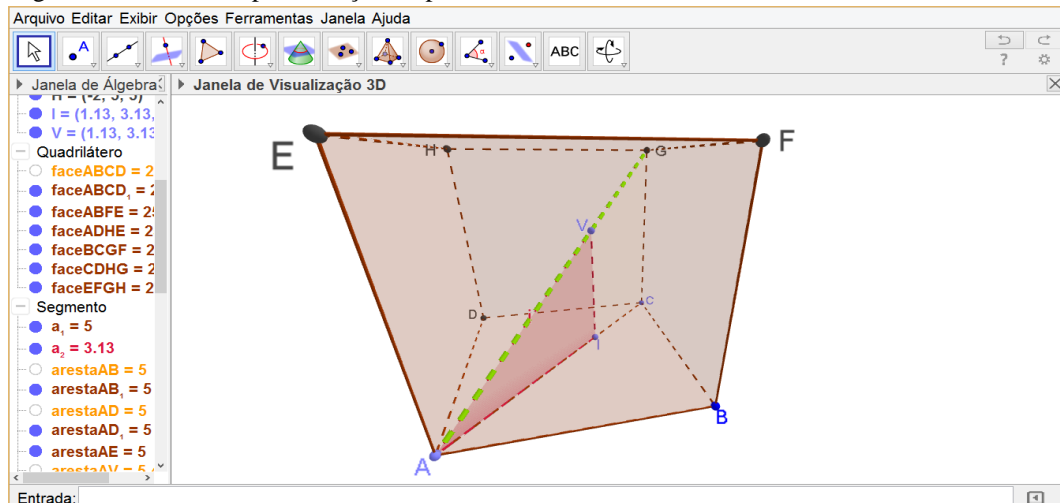 Arquivo Editar Exibir Opções Ferramentas Janela Ajuda
A
α
ABC
?
Janela de Álgebra
Janela de Visualização 3D
I = (1.13, 3.13,
V = (1.13, 3.13
Quadrilátero
faceABCD = 2
faceABCD₁ = 2
faceABFE = 2
faceADHE = 2
faceBCGF = 2
faceCDHG = 2
faceEFGH = 2
Segmento
a₁ = 5
a₂ = 3.13
arestaAB = 5
arestaAB₁ = 5
arestaAD = 5
arestaAD₁ = 5
arestaAE = 5
E
H
G
F
V
D
C
I
B
A
Entrada: